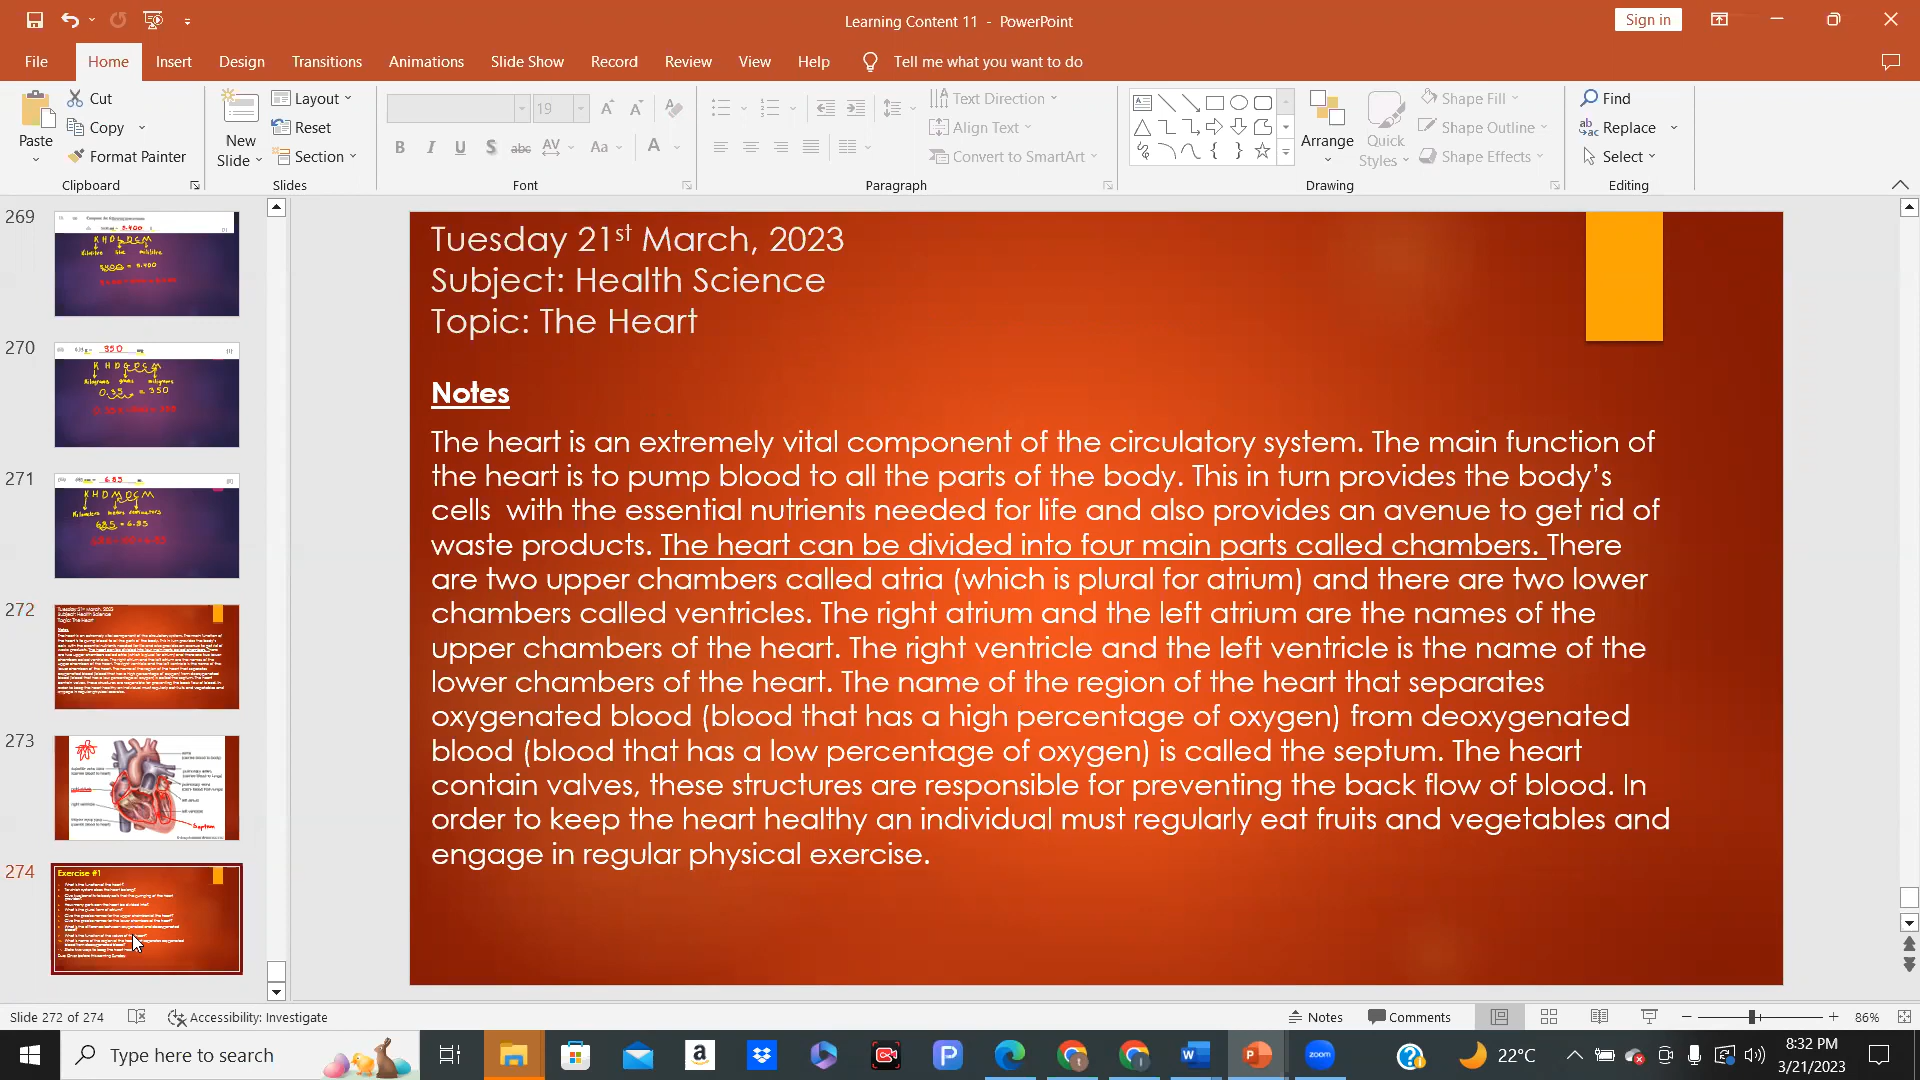 Learning Content 11 - PowerPoint
Sign in
File Home Insert Design Transitions Animations Slide Show Record Review View Help Tell me what you want to do
Paste
Cut
Copy
Format Painter
Clipboard
New Slide
Layout
Reset
Section
Slides
19
B I U S abc AV Aa A
Font
Text Direction
Align Text
Convert to SmartArt
Paragraph
Arrange
Quick Styles
Shape Fill
Shape Outline
Shape Effects
Drawing
Find
Replace
Select
Editing
269
270
271
272
273
Septum
274
Exercise #1
Tuesday 21st March, 2023
Subject: Health Science
Topic: The Heart
Notes
The heart is an extremely vital component of the circulatory system. The main function of
the heart is to pump blood to all the parts of the body. This in turn provides the body's
cells with the essential nutrients needed for life and also provides an avenue to get rid of
waste products. The heart can be divided into four main parts called chambers. There
are two upper chambers called atria (which is plural for atrium) and there are two lower
chambers called ventricles. The right atrium and the left atrium are the names of the
upper chambers of the heart. The right ventricle and the left ventricle is the name of the
lower chambers of the heart. The name of the region of the heart that separates
oxygenated blood (blood that has a high percentage of oxygen) from deoxygenated
blood (blood that has a low percentage of oxygen) is called the septum. The heart
contain valves, these structures are responsible for preventing the back flow of blood. In
order to keep the heart healthy an individual must regularly eat fruits and vegetables and
engage in regular physical exercise.
Slide 272 of 274 Accessibility: Investigate Notes Comments 86%
Type here to search
zoom
22°C
8:32 PM
3/21/2023